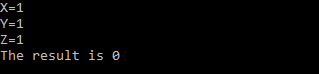 X=1
Y=1
Z=1
The result is 0